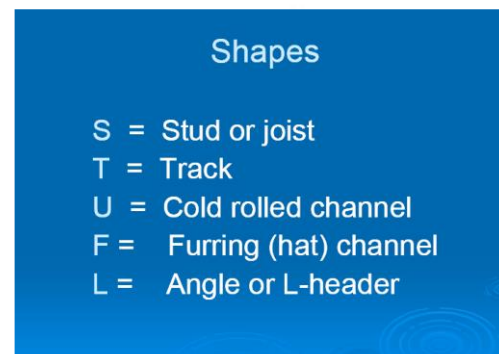 Shapes
S = Stud or joist
T = Track
U = Cold rolled channel
F = Furring (hat) channel
L = Angle or L-header